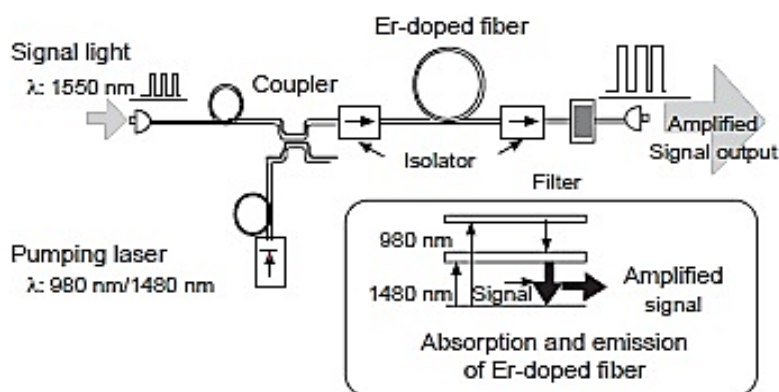 Er-doped fiber
Signal light
λ: 1550 nm
Coupler
Isolator
Amplified
Signal output
Filter
Pumping laser
λ: 980 nm/1480 nm
980 nm
1480 nm
Signal
Amplified
signal
Absorption and emission
of Er-doped fiber